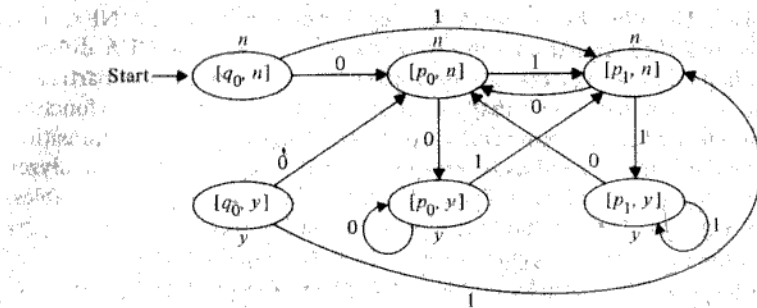 1
n n n
Start [q0, n] 0 [p0, n] 1 [p1, n]
0
0 0 1 0 1
[q0, y] [p0, y] [p1, y]
0 1
y y y
1